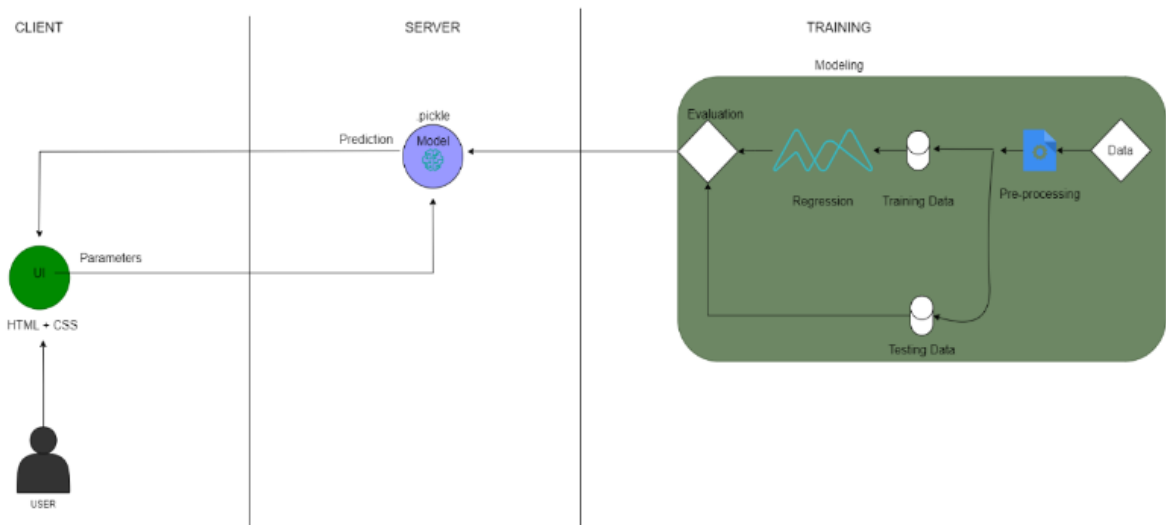 CLIENT
SERVER
TRAINING
Modeling
.pickle
Evaluation
Prediction
Model
Data
Regression
Training Data
Pre-processing
Parameters
UI
HTML + CSS
Testing Data
USER